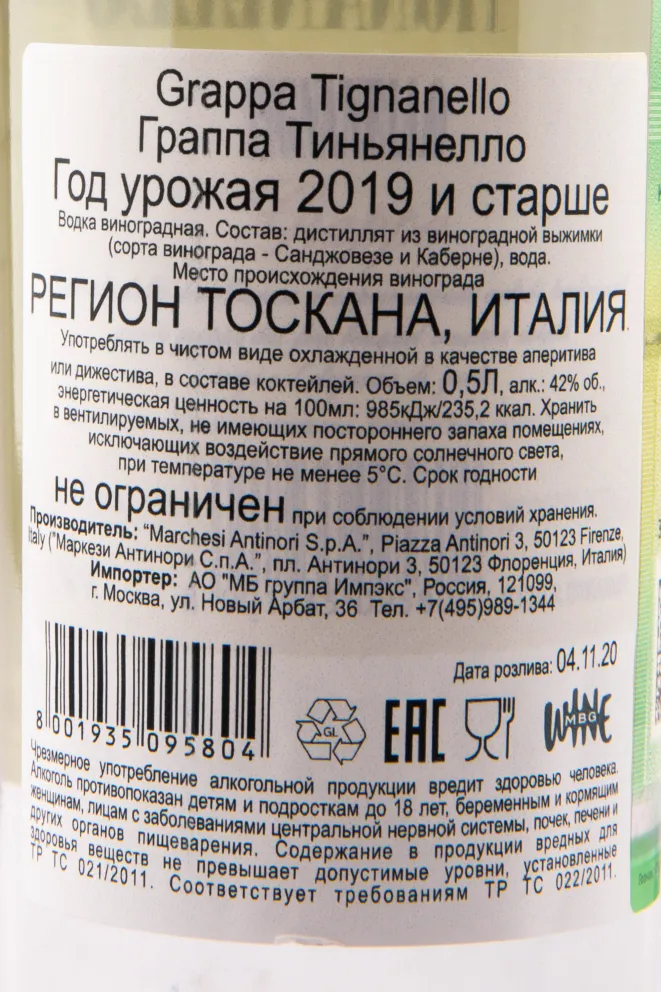 Grappa Tignanello
Граппа Тиньянелло
Год урожая 2019 и старше
Водка виноградная. Состав: дистиллят из виноградной выжимки
(сорта винограда - Санджовезе и Каберне), вода.
Место происхождения винограда
РЕГИОН ТОСКАНА, ИТАЛИЯ.
Употреблять в чистом виде охлажденной в качестве аперитива
или дижестива, в составе коктейлей. Объем: 0,5Л, алк.: 42% об.,
энергетическая ценность на 100мл: 985кДж/235,2 ккал. Хранить
в вентилируемых, не имеющих постороннего запаха помещениях,
исключающих воздействие прямого солнечного света,
при температуре не менее 5°С. Срок годности
не ограничен при соблюдении условий хранения.
Производитель: “Marchesi Antinori S.p.A.”, Piazza Antinori 3, 50123 Firenze,
Italy ("Маркези Антинори С.п.А.", пл. Антинори 3, 50123 Флоренция, Италия)
Импортер: АО "МБ группа Импэкс", Россия, 121099,
г. Москва, ул. Новый Арбат, 36 Тел. +7(495)989-1344
Дата розлива: 04.11.20
8 001935 095804
GL
EAC
WINE
MBG
Чрезмерное употребление алкогольной продукции вредит здоровью человека.
Алкоголь противопоказан детям и подросткам до 18 лет, беременным и кормящим
женщинам, лицам с заболеваниями центральной нервной системы, почек, печени и
других органов пищеварения. Содержание в продукции вредных для
здоровья веществ не превышает допустимые уровни, установленные
ТР ТС 021/2011. Соответствует требованиям ТР ТС 022/2011.